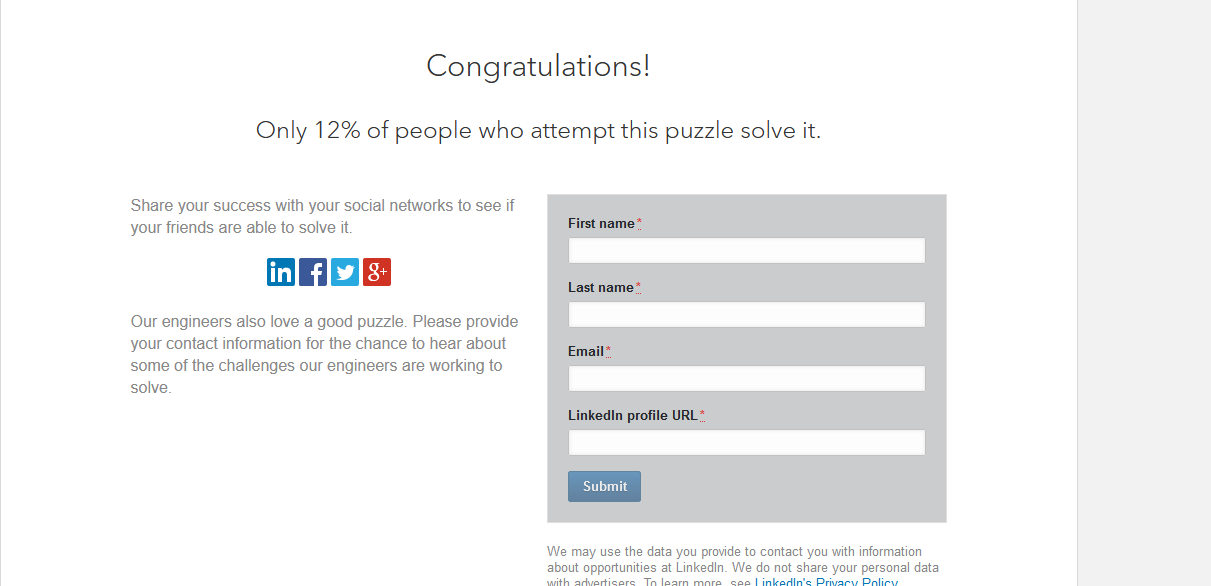 Congratulations!
Only 12% of people who attempt this puzzle solve it.
Share your success with your social networks to see if
your friends are able to solve it.
in f g+
Our engineers also love a good puzzle. Please provide
your contact information for the chance to hear about
some of the challenges our engineers are working to
solve.
First name*
Last name*
Email*
LinkedIn profile URL*
Submit
We may use the data you provide to contact you with information
about opportunities at LinkedIn. We do not share your personal data
with advertisers. To learn more, see LinkedIn's Privacy Policy.